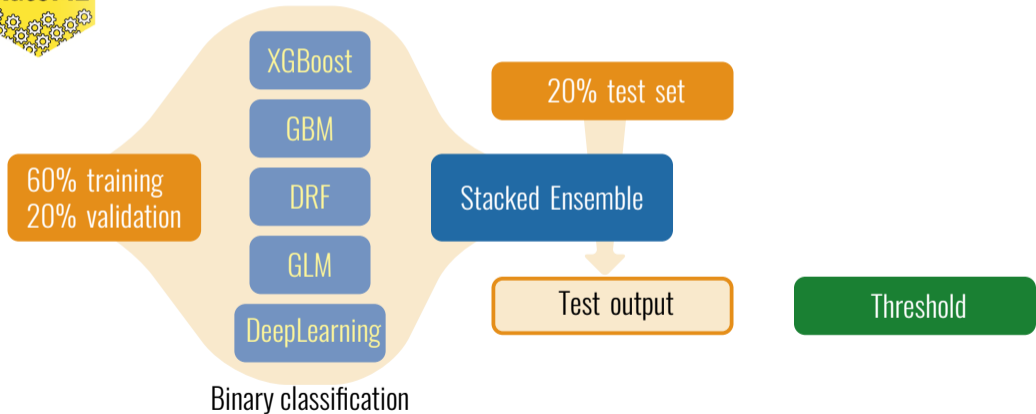 XGBoost
GBM
DRF
GLM
DeepLearning
Binary classification
60% training
20% validation
20% test set
Stacked Ensemble
Test output
Threshold